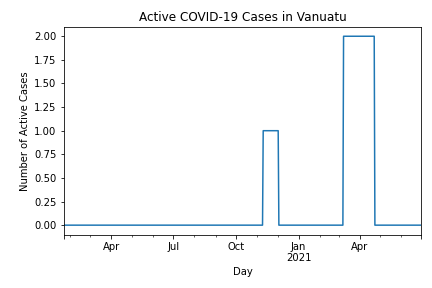 Active COVID-19 Cases in Vanuatu
2.00
1.75
1.50
1.25
1.00
0.75
0.50
0.25
0.00
Number of Active Cases
Apr Jul Oct Jan Apr
2021
Day